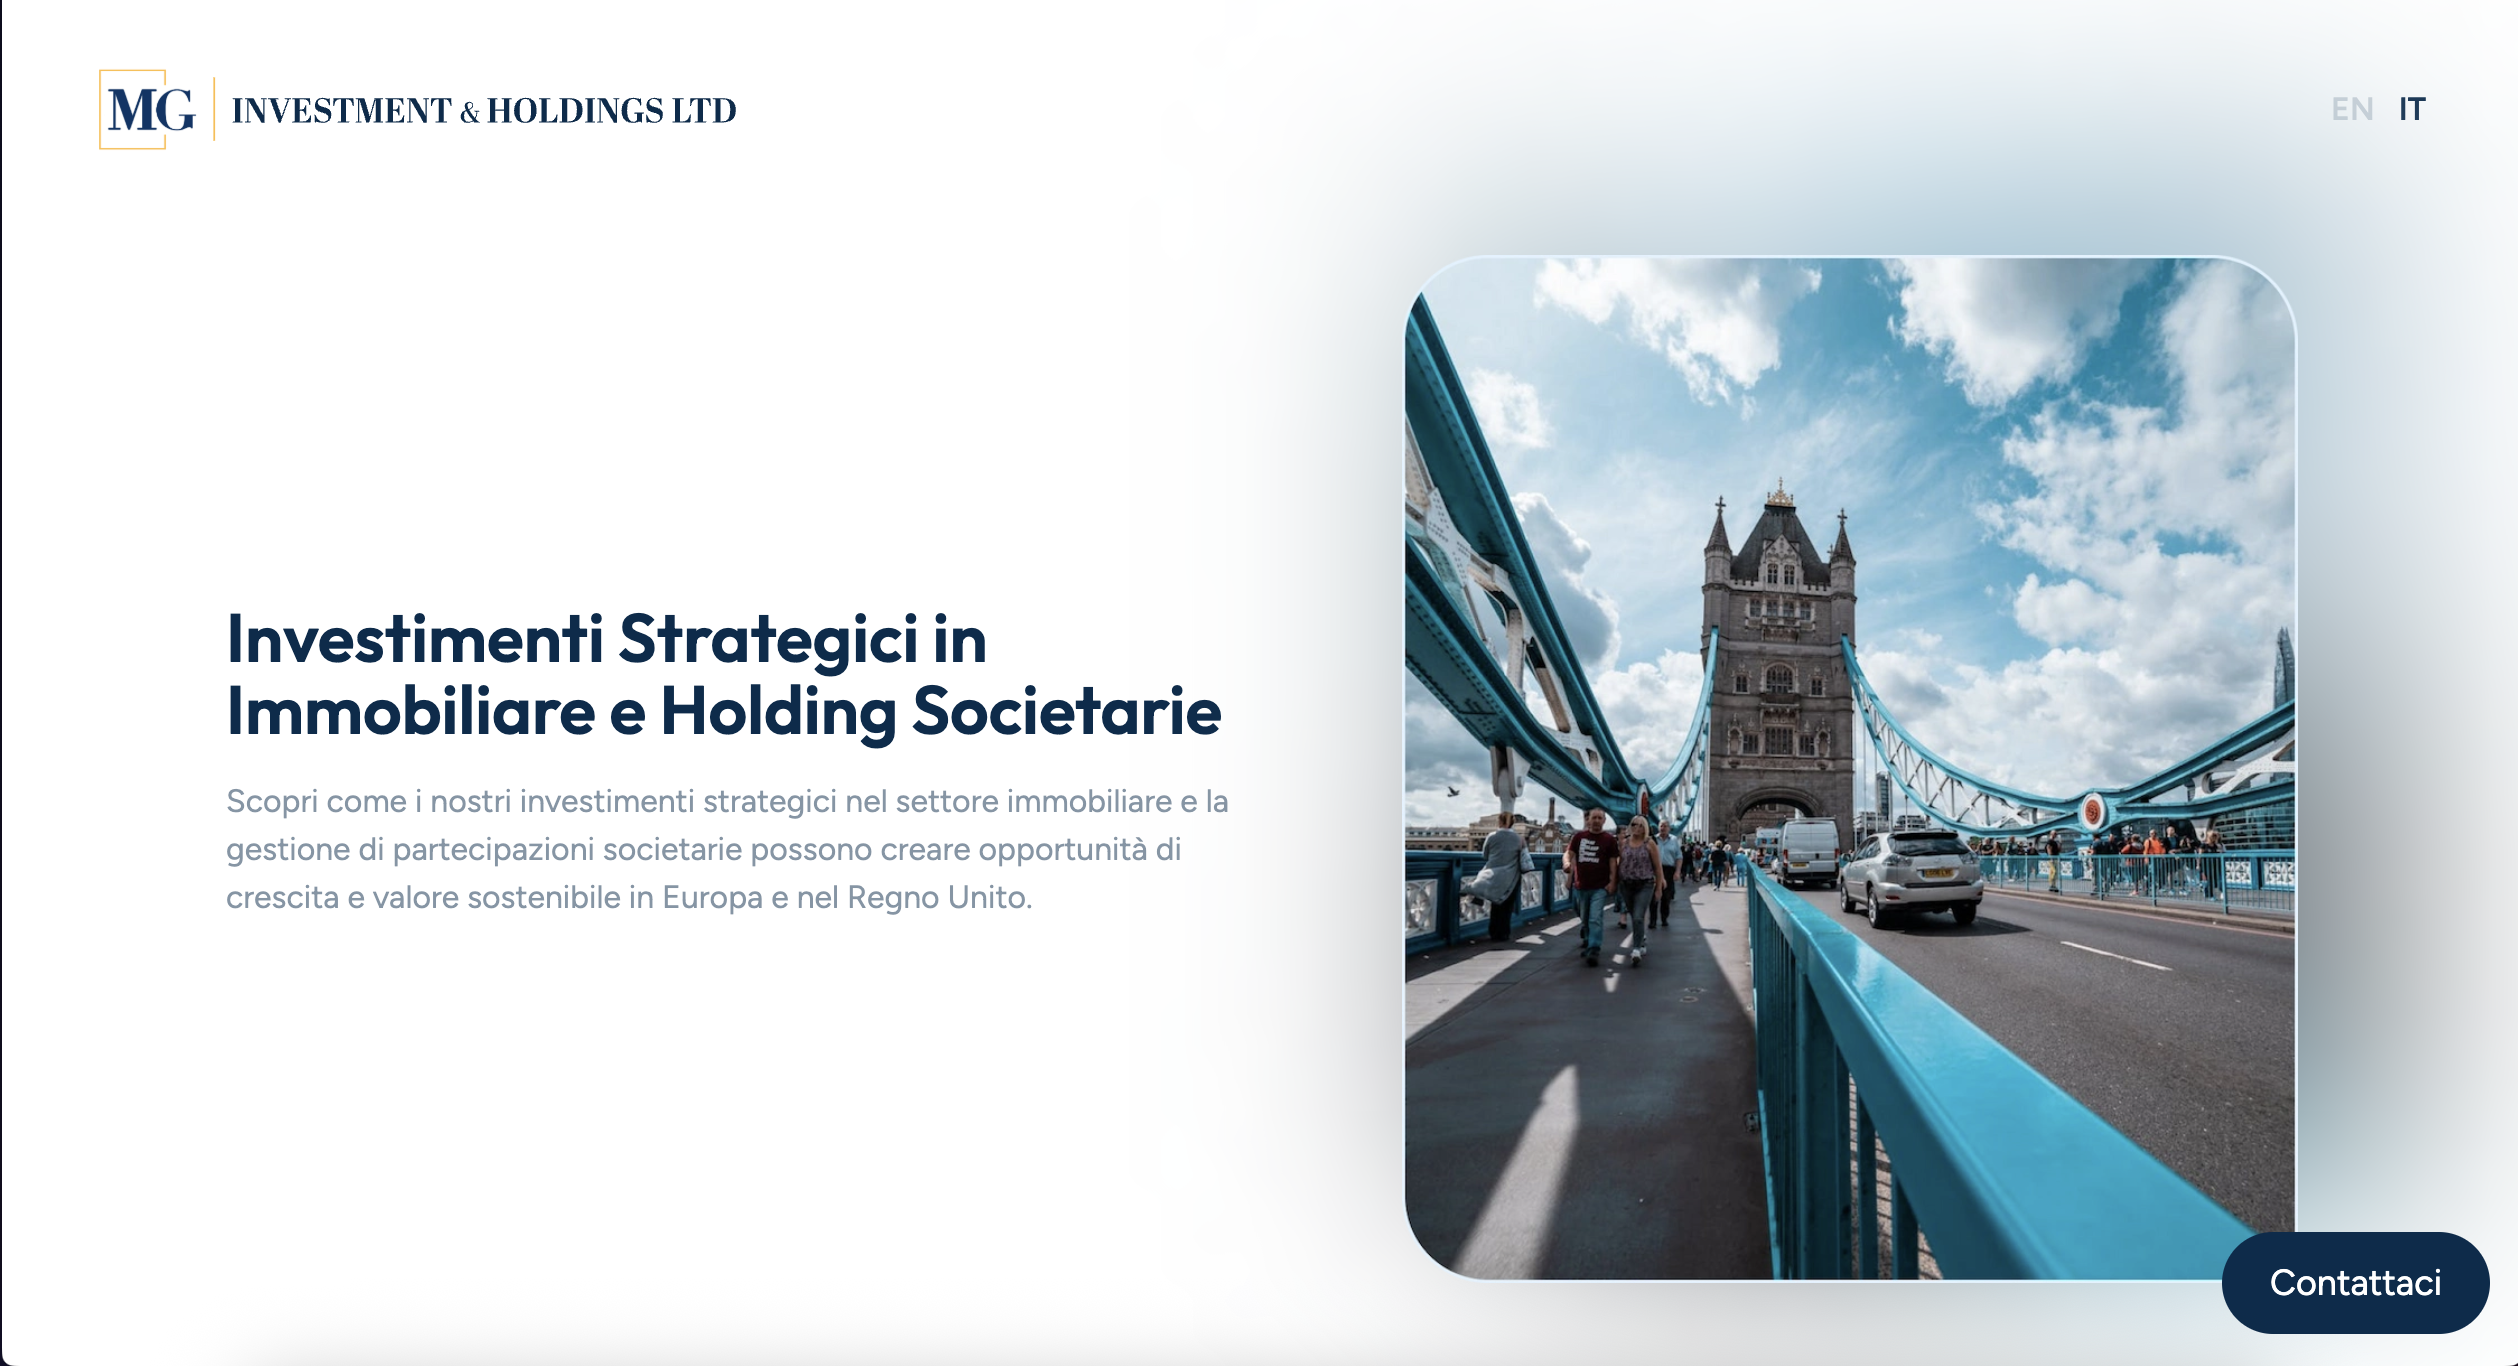 MG INVESTMENT & HOLDINGS LTD
EN IT
Investimenti Strategici in
Immobiliare e Holding Societarie
Scopri come i nostri investimenti strategici nel settore immobiliare e la
gestione di partecipazioni societarie possono creare opportunità di
crescita e valore sostenibile in Europa e nel Regno Unito.
Contattaci